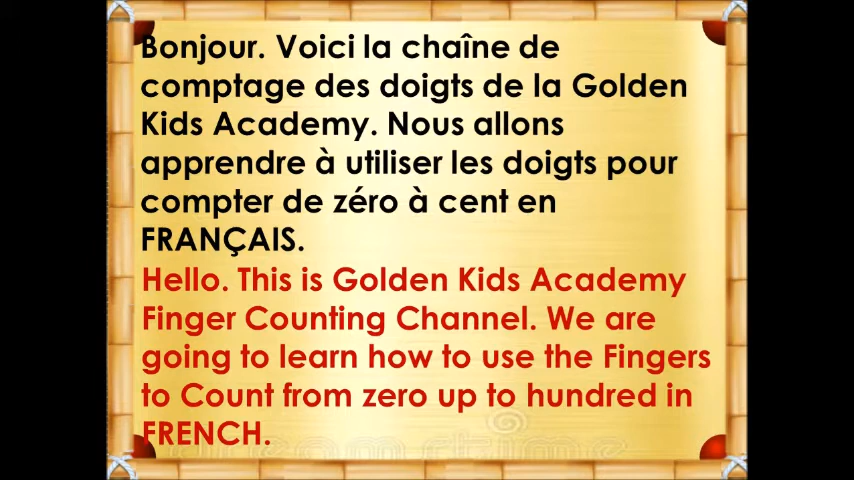 Bonjour. Voici la chaîne de
comptage des doigts de la Golden
Kids Academy. Nous allons
apprendre à utiliser les doigts pour
compter de zéro à cent en
FRANÇAIS.
Hello. This is Golden Kids Academy
Finger Counting Channel. We are
going to learn how to use the Fingers
to Count from zero up to hundred in
FRENCH.